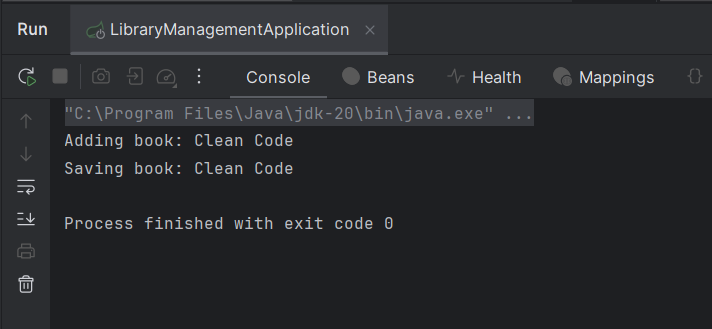 Run LibraryManagementApplication
Console Beans Health Mappings
"C:\Program Files\Java\jdk-20\bin\java.exe" ...
Adding book: Clean Code
Saving book: Clean Code
Process finished with exit code 0